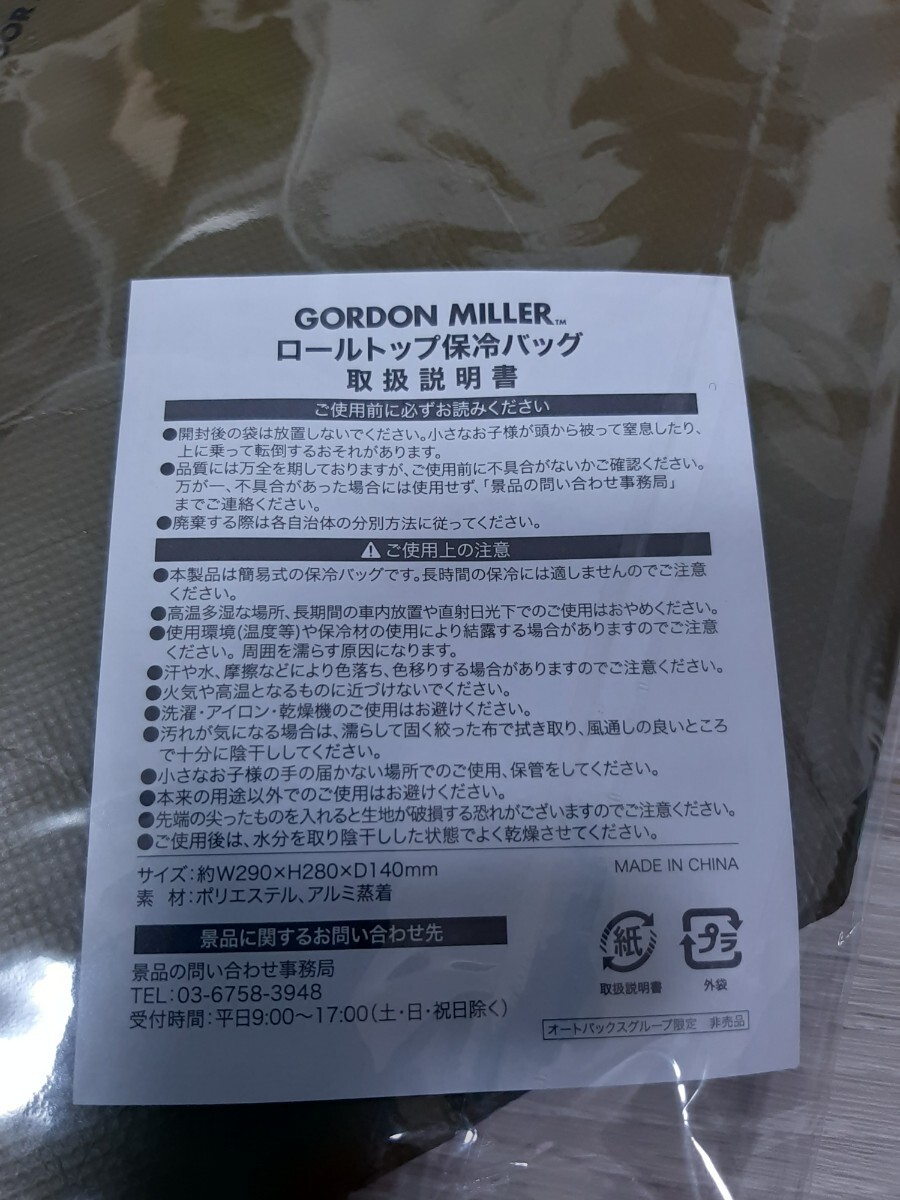 GORDON MILLER™
ロールトップ保冷バッグ
取扱説明書
ご使用前に必ずお読みください
●開封後の袋は放置しないでください。小さなお子様が頭から被って窒息したり、
上に乗って転倒するおそれがあります。
●品質には万全を期しておりますが、ご使用前に不具合がないかご確認ください。
万が一、不具合があった場合には使用せず、「景品の問い合わせ事務局」
までご連絡ください。
●廃棄する際は各自治体の分別方法に従ってください。
⚠ご使用上の注意
●本製品は簡易式の保冷バッグです。長時間の保冷には適しませんのでご注意
ください。
●高温多湿な場所、長期間の車内放置や直射日光下でのご使用はおやめください。
●使用環境(温度等)や保冷材の使用により結露する場合がありますのでご注意
ください。周囲を濡らす原因になります。
●汗や水、摩擦などにより色落ち、色移りする場合がありますのでご注意ください。
●火気や高温となるものに近づけないでください。
●洗濯・アイロン・乾燥機のご使用はお避けください。
●汚れが気になる場合は、濡らして固く絞った布で拭き取り、風通しの良いところ
で十分に陰干ししてください。
●小さなお子様の手の届かない場所でのご使用、保管をしてください。
●本来の用途以外でのご使用はお避けください。
●先端の尖ったものを入れると生地が破損する恐れがございますのでご注意ください。
●ご使用後は、水分を取り陰干しした状態でよく乾燥させてください。
サイズ:約W290×H280×D140mm
素 材:ポリエステル、アルミ蒸着
MADE IN CHINA
景品に関するお問い合わせ先
景品の問い合わせ事務局
TEL:03-6758-3948
受付時間:平日9:00〜17:00(土・日・祝日除く)
紙
取扱説明書
プラ
外袋
オートバックスグループ限定 非売品